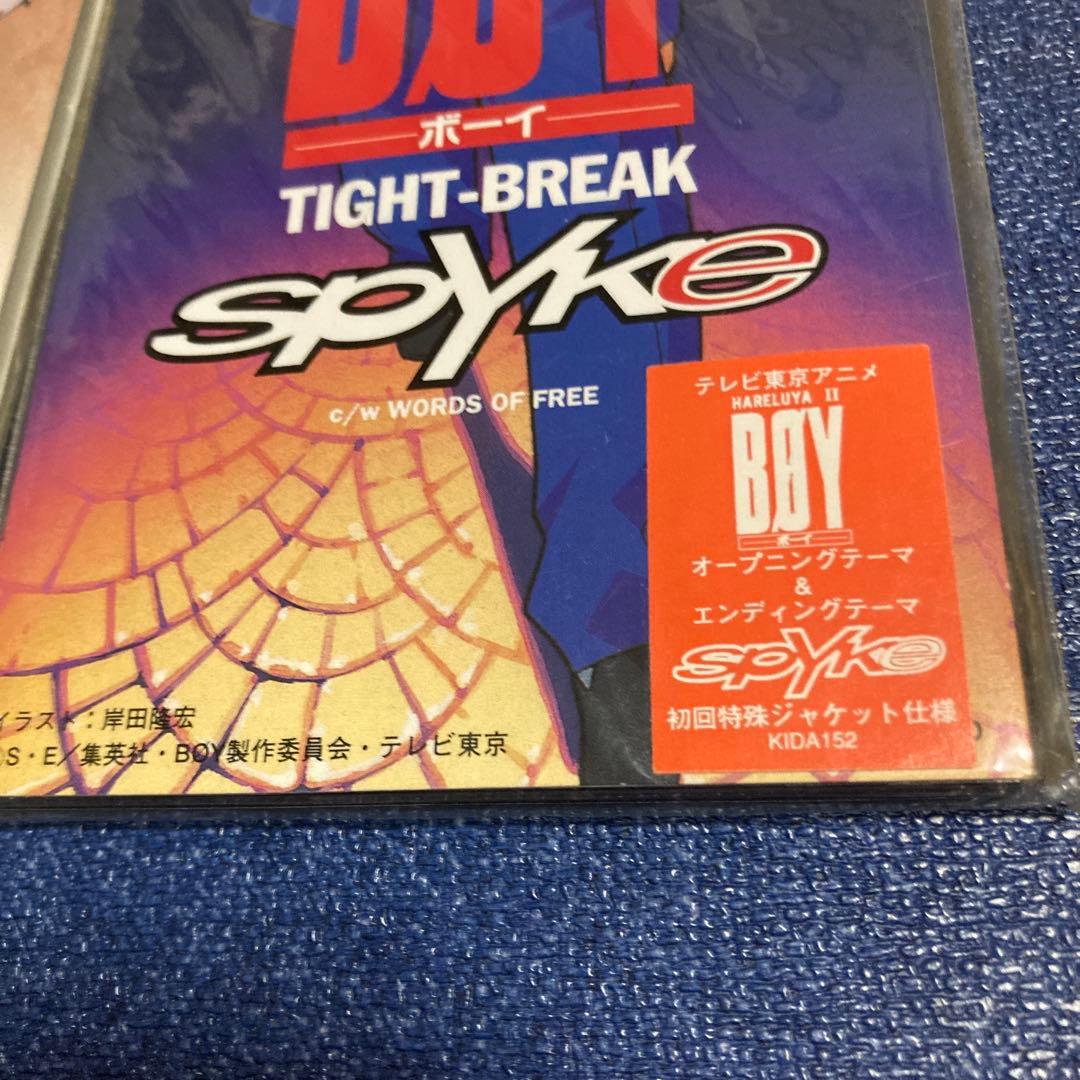 BØY
ボーイ
TIGHT-BREAK
spyke
c/w WORDS OF FREE
テレビ東京アニメ
HARELUYA II
BØY
ボーイ
オープニングテーマ
&
エンディングテーマ
spyke
初回特殊ジャケット仕様
KIDA152
イラスト：岸田隆宏
S・E/集英社・BØY製作委員会・テレビ東京